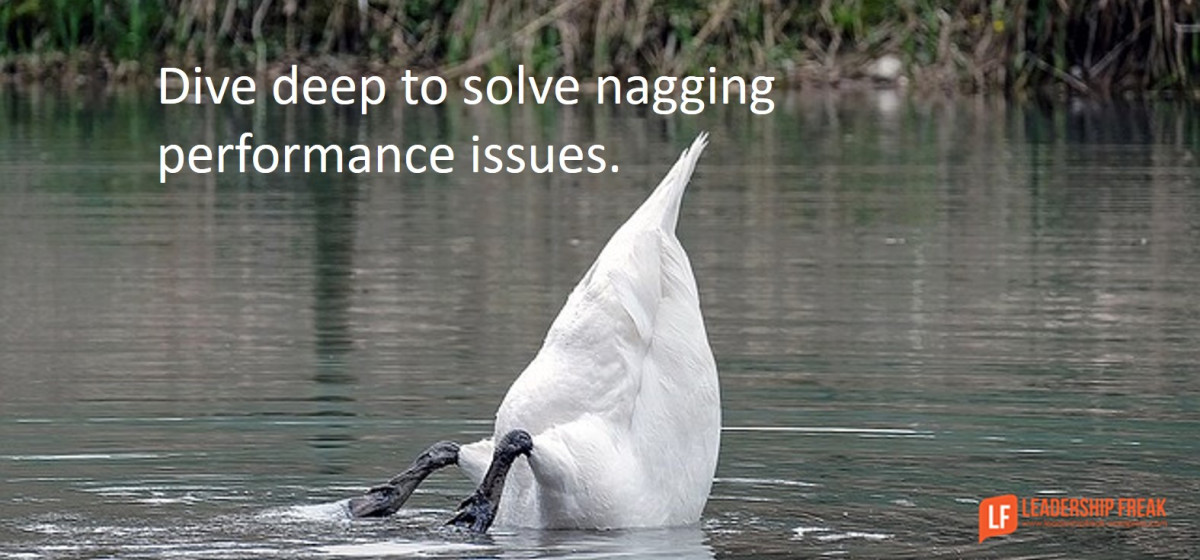 Dive deep to solve nagging
performance issues.
LF LEADERSHIP FREAK